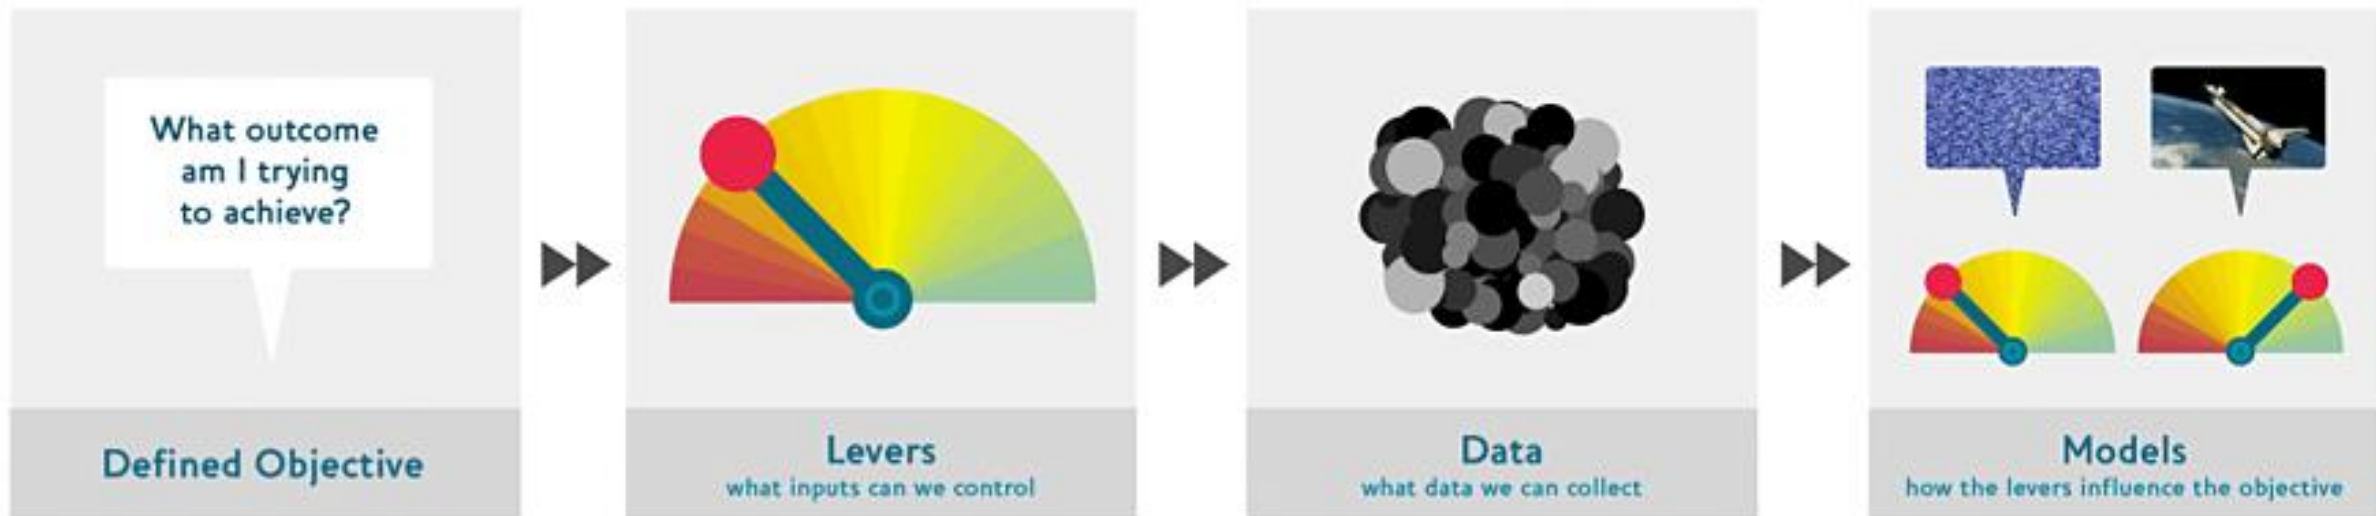 What outcome
am I trying
to achieve?
Defined Objective
Levers
what inputs can we control
Data
what data we can collect
Models
how the levers influence the objective